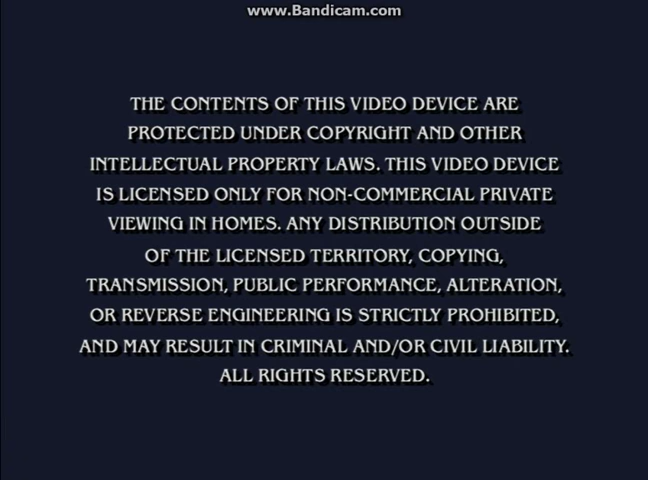 www.Bandicam.com
THE CONTENTS OF THIS VIDEO DEVICE ARE
PROTECTED UNDER COPYRIGHT AND OTHER
INTELLECTUAL PROPERTY LAWS. THIS VIDEO DEVICE
IS LICENSED ONLY FOR NON-COMMERCIAL PRIVATE
VIEWING IN HOMES. ANY DISTRIBUTION OUTSIDE
OF THE LICENSED TERRITORY, COPYING,
TRANSMISSION, PUBLIC PERFORMANCE, ALTERATION,
OR REVERSE ENGINEERING IS STRICTLY PROHIBITED,
AND MAY RESULT IN CRIMINAL AND/OR CIVIL LIABILITY.
ALL RIGHTS RESERVED.